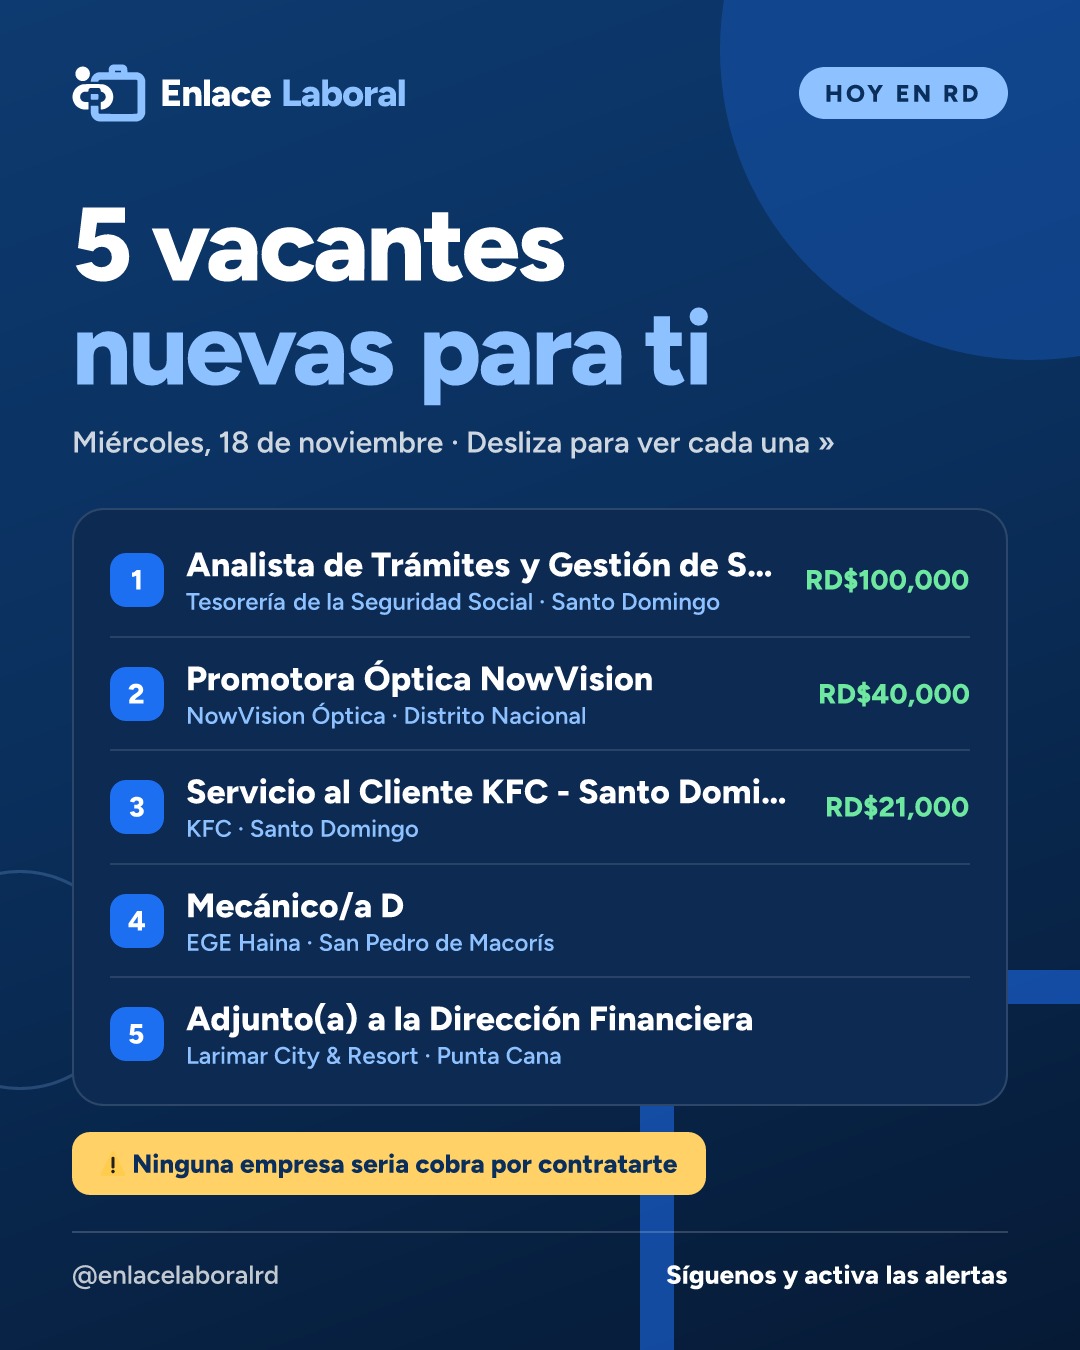 Enlace Laboral
HOY EN RD
5 vacantes
nuevas para ti
Miércoles, 18 de noviembre · Desliza para ver cada una »
1
Analista de Trámites y Gestión de S...
RD$100,000
Tesorería de la Seguridad Social · Santo Domingo
2
Promotora Óptica NowVision
RD$40,000
NowVision Óptica · Distrito Nacional
3
Servicio al Cliente KFC - Santo Domi...
RD$21,000
KFC · Santo Domingo
4
Mecánico/a D
EGE Haina · San Pedro de Macorís
5
Adjunto(a) a la Dirección Financiera
Larimar City & Resort · Punta Cana
⚠️ Ninguna empresa seria cobra por contratarte
@enlacelaboralrd
Síguenos y activa las alertas